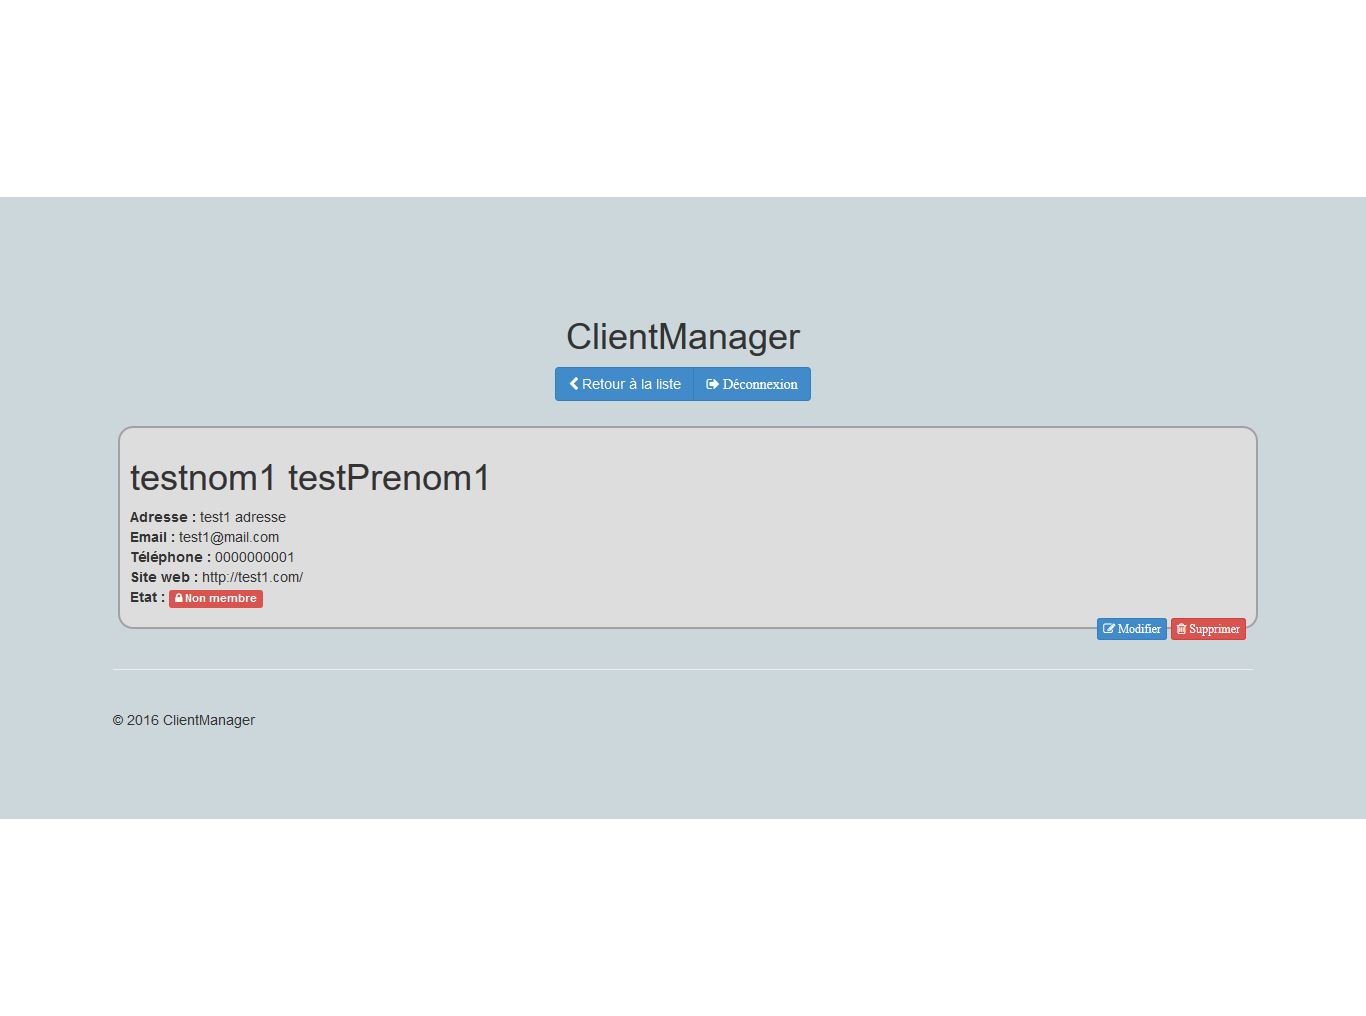 ClientManager
Retour à la liste Déconnexion
testnom1 testPrenom1
Adresse : test1 adresse
Email : test1@mail.com
Téléphone : 0000000001
Site web : http://test1.com/
Etat : Non membre
Modifier Supprimer
© 2016 ClientManager